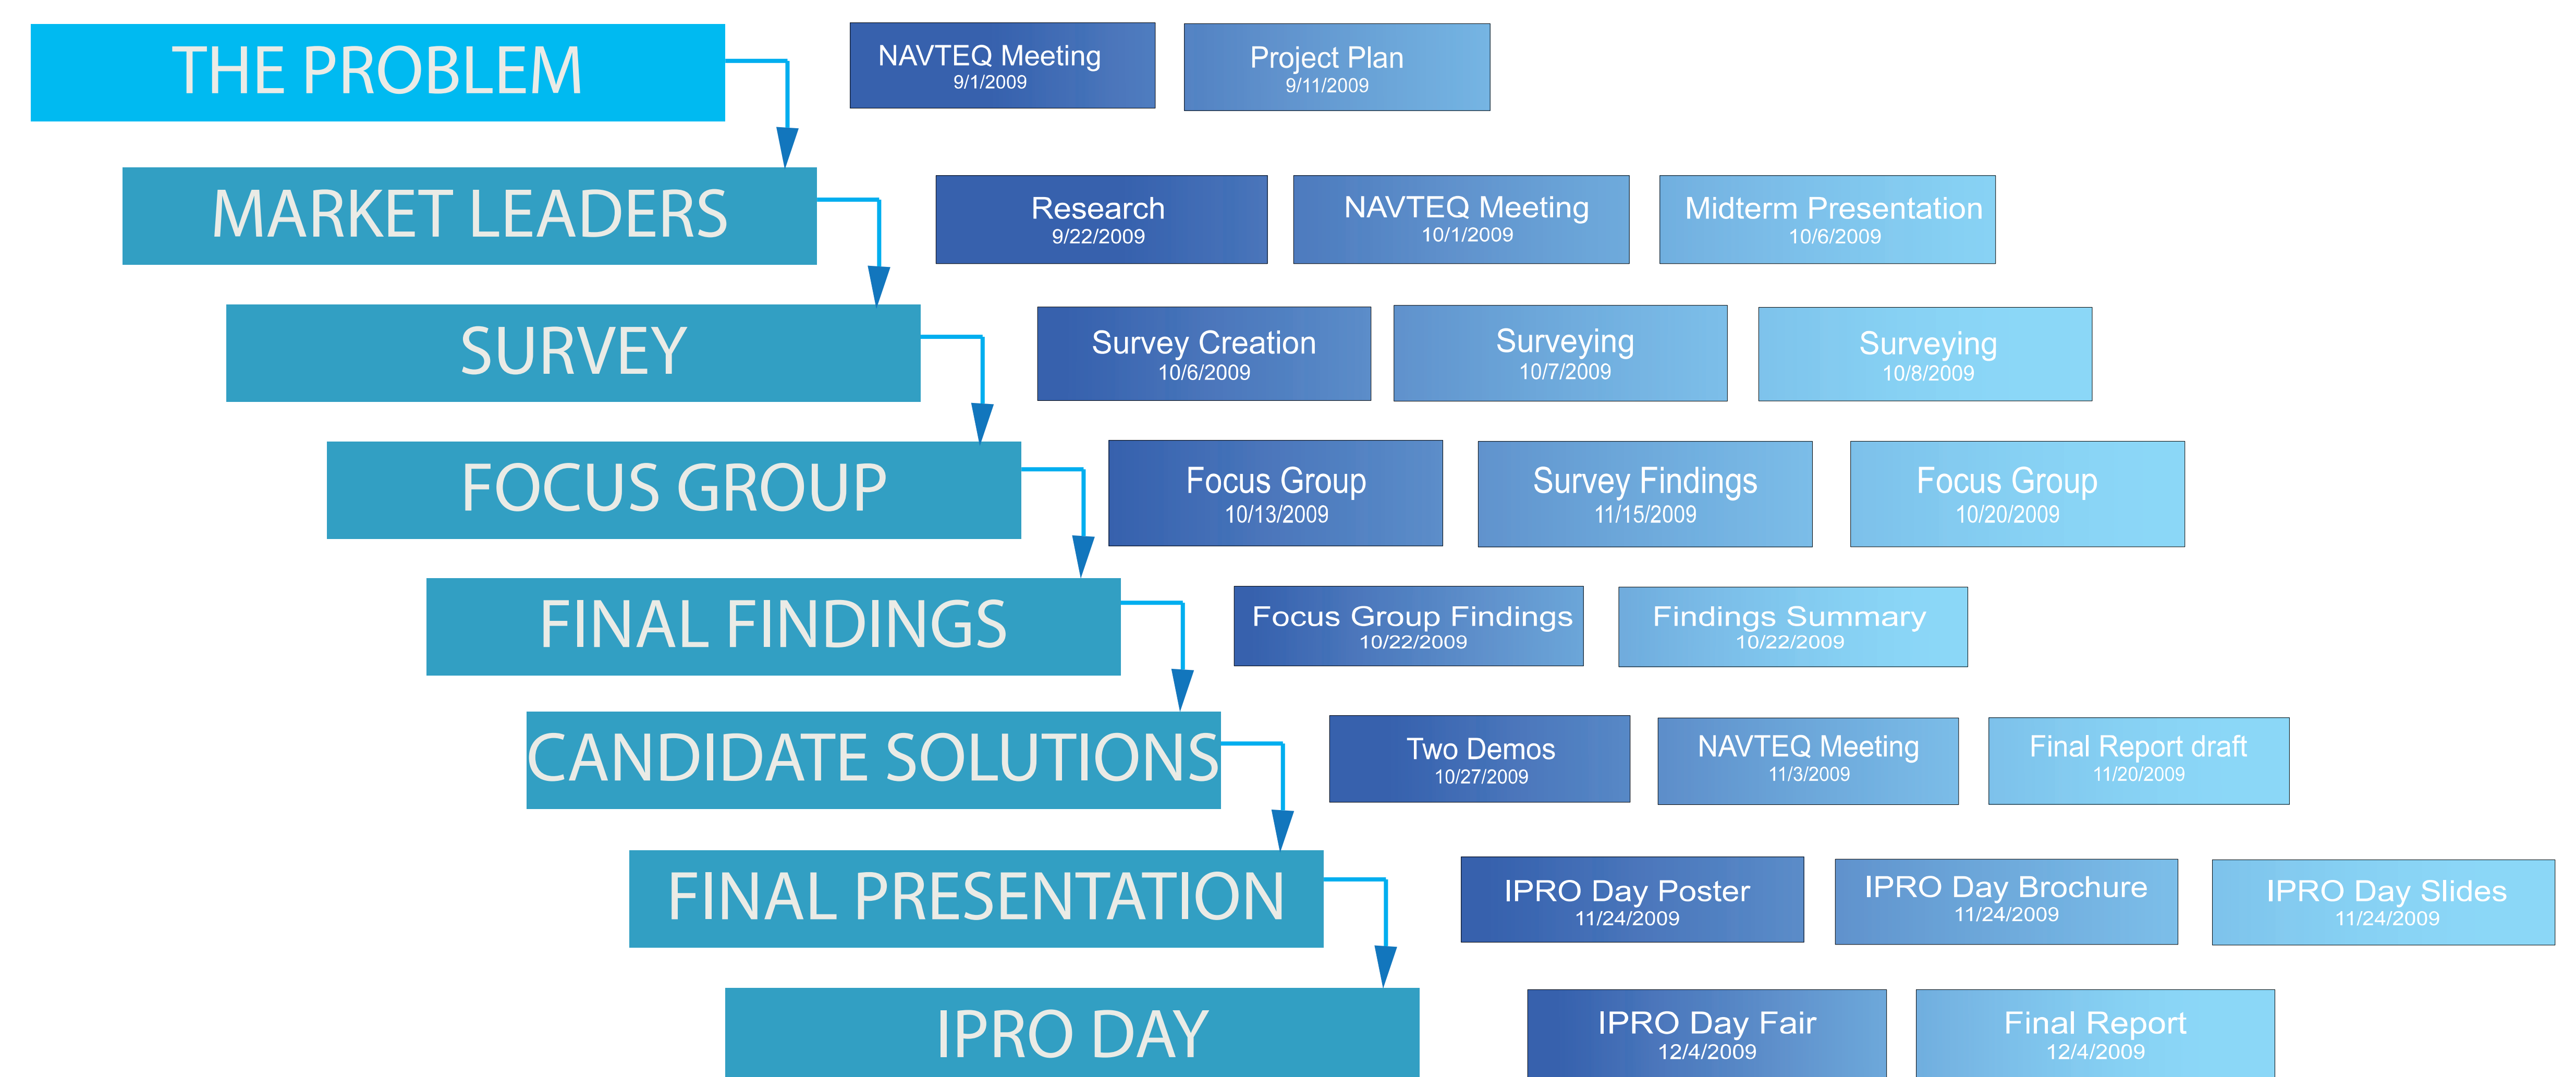 THE PROBLEM
NAVTEQ Meeting
9/1/2009
Project Plan
9/11/2009
MARKET LEADERS
Research
9/22/2009
NAVTEQ Meeting
10/1/2009
Midterm Presentation
10/6/2009
SURVEY
Survey Creation
10/6/2009
Surveying
10/7/2009
Surveying
10/8/2009
FOCUS GROUP
Focus Group
10/13/2009
Survey Findings
11/15/2009
Focus Group
10/20/2009
FINAL FINDINGS
Focus Group Findings
10/22/2009
Findings Summary
10/22/2009
CANDIDATE SOLUTIONS
Two Demos
10/27/2009
NAVTEQ Meeting
11/3/2009
Final Report draft
11/20/2009
FINAL PRESENTATION
IPRO Day Poster
11/24/2009
IPRO Day Brochure
11/24/2009
IPRO Day Slides
11/24/2009
IPRO DAY
IPRO Day Fair
12/4/2009
Final Report
12/4/2009